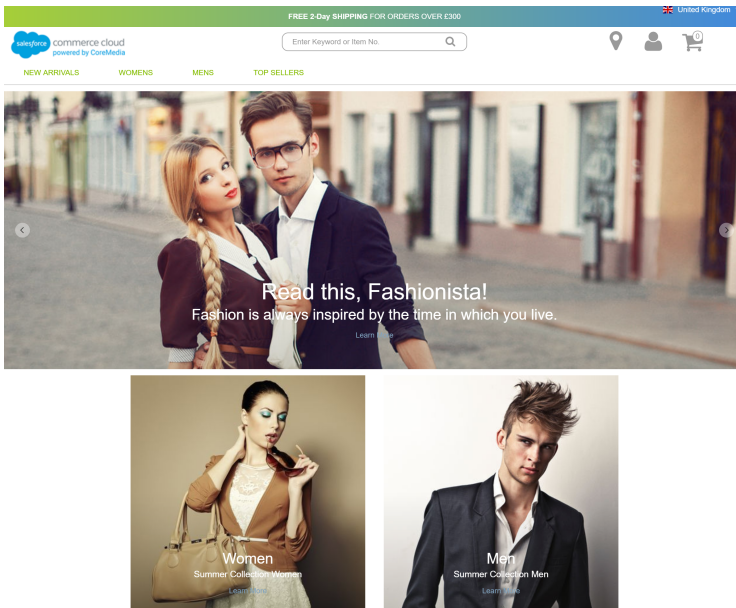 FREE 2-Day SHIPPING FOR ORDERS OVER £300
United Kingdom
salesforce commerce cloud
powered by CoreMedia
Enter Keyword or Item No.
0
NEW ARRIVALS WOMENS MENS TOP SELLERS
Read this, Fashionista!
Fashion is always inspired by the time in which you live.
Learn more
Women Men
Summer Collection Women Summer Collection Men
Learn more Learn more